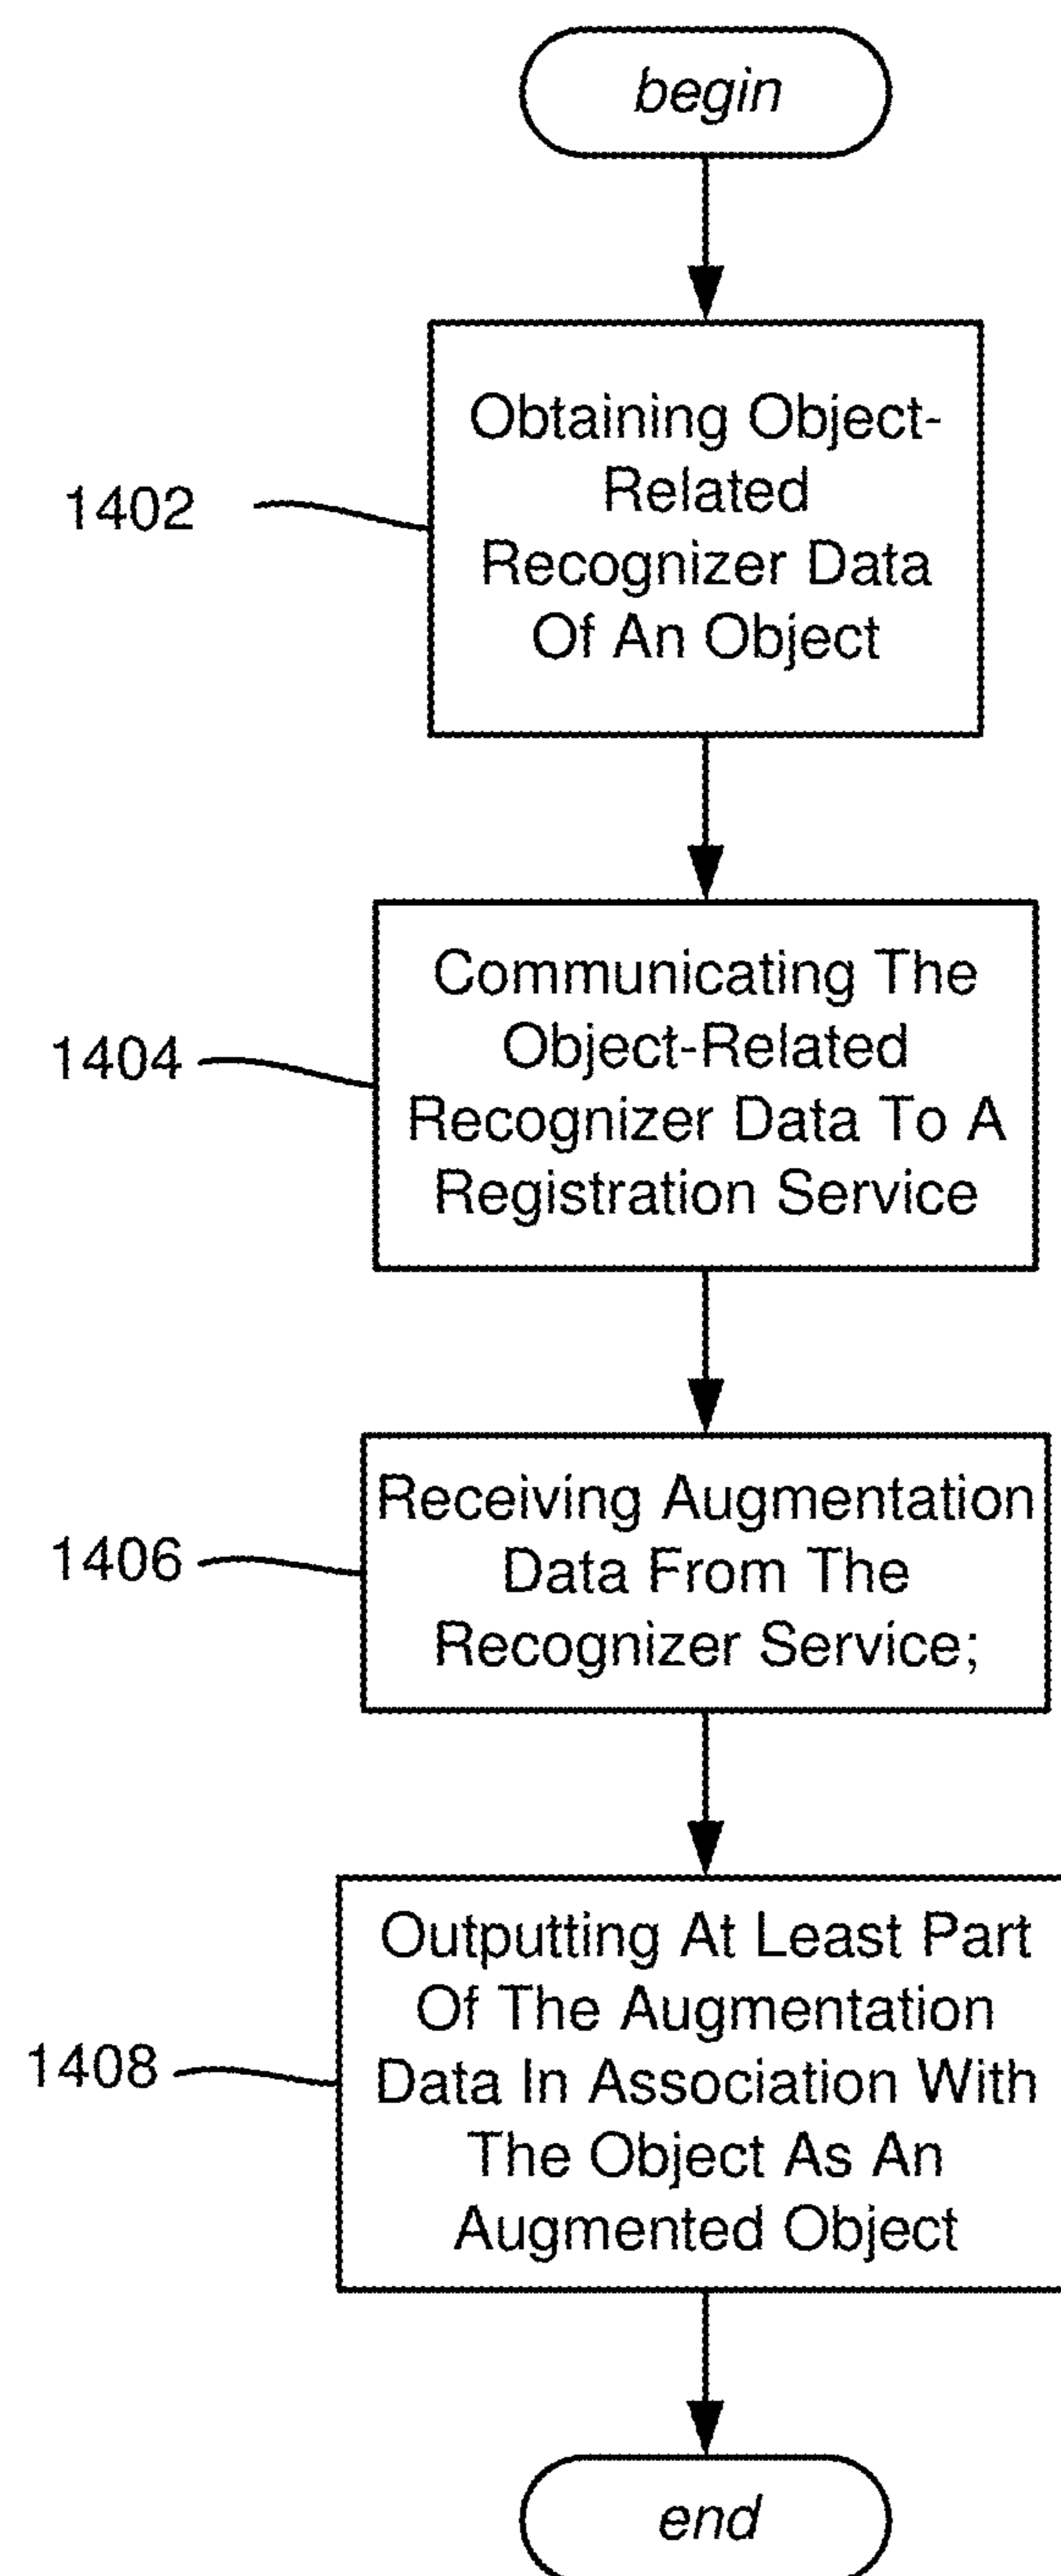 begin
1402
Obtaining Object-
Related
Recognizer Data
Of An Object
1404
Communicating The
Object-Related
Recognizer Data To A
Registration Service
1406
Receiving Augmentation
Data From The
Recognizer Service;
1408
Outputting At Least Part
Of The Augmentation
Data In Association With
The Object As An
Augmented Object
end